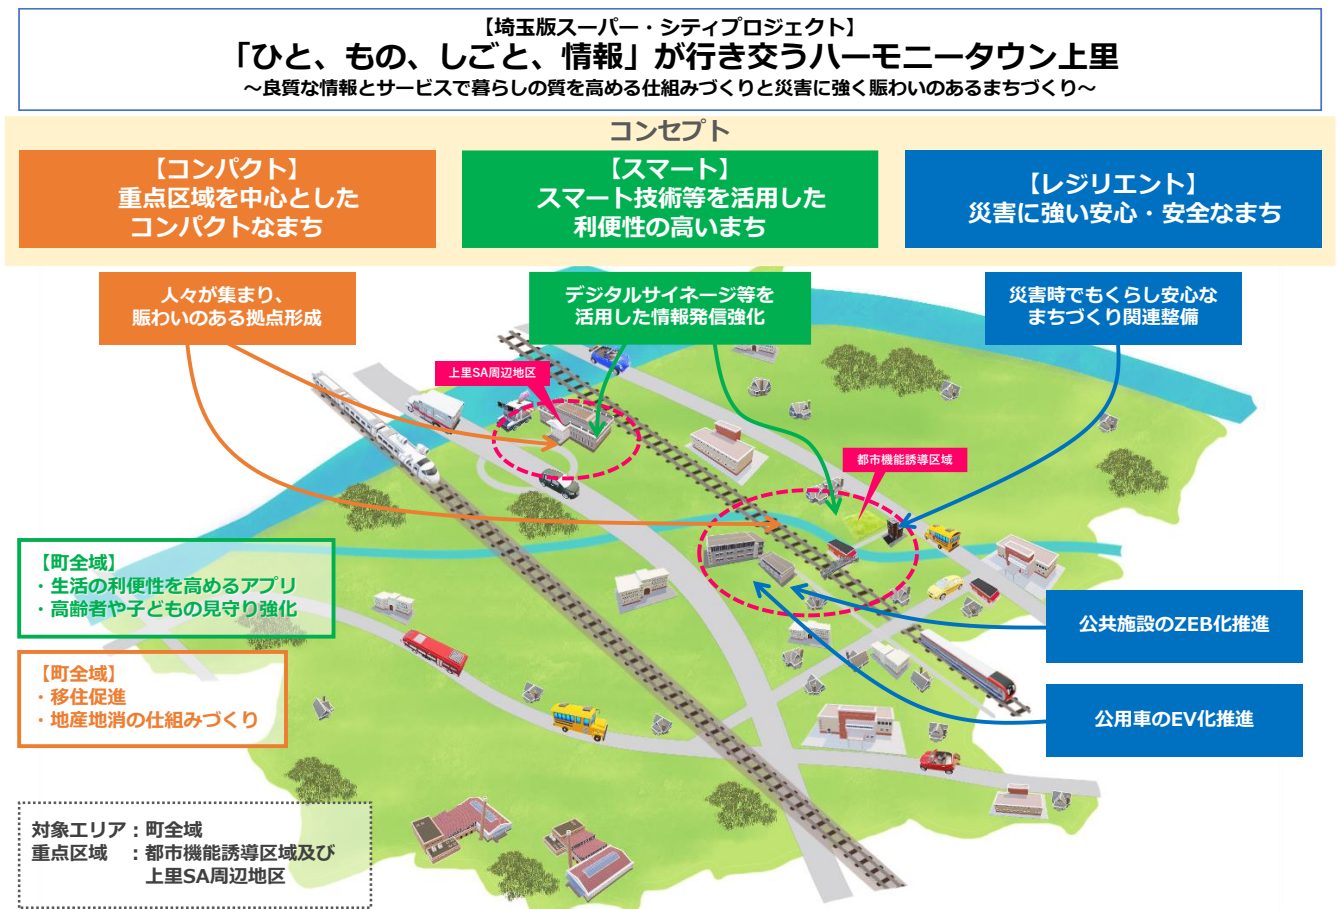 【埼玉版スーパー・シティプロジェクト】
「ひと、もの、しごと、情報」が行き交うハーモニータウン上里
～良質な情報とサービスで暮らしの質を高める仕組みづくりと災害に強く賑わいのあるまちづくり～
コンセプト
【コンパクト】
重点区域を中心とした
コンパクトなまち
【スマート】
スマート技術等を活用した
利便性の高いまち
【レジリエント】
災害に強い安心・安全なまち
人々が集まり、
賑わいのある拠点形成
デジタルサイネージ等を
活用した情報発信強化
災害時でもくらし安心な
まちづくり関連整備
上里SA周辺地区
都市機能誘導区域
【町全域】
・生活の利便性を高めるアプリ
・高齢者や子どもの見守り強化
公共施設のZEB化推進
【町全域】
・移住促進
・地産地消の仕組みづくり
公用車のEV化推進
対象エリア：町全域
重点区域　：都市機能誘導区域及び
上里SA周辺地区